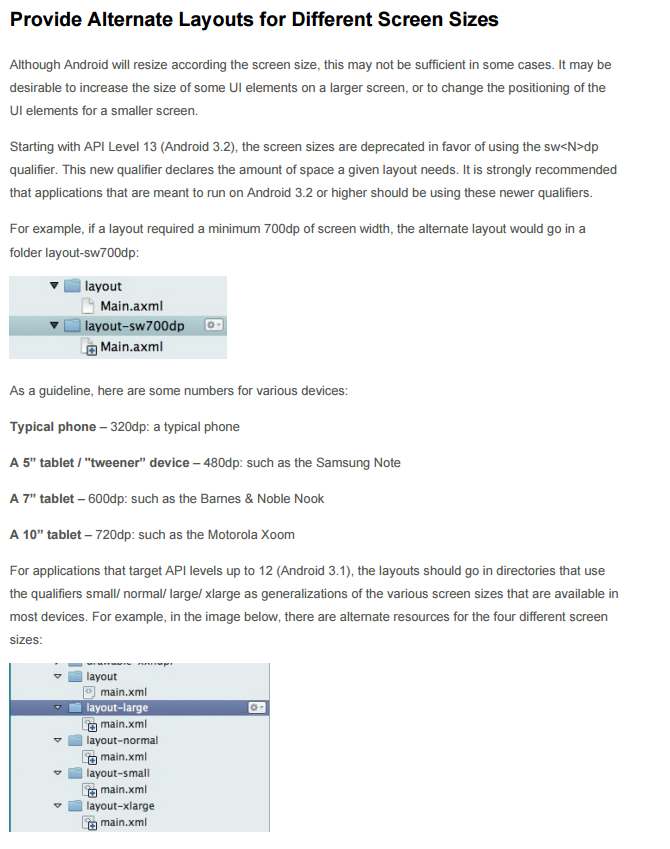 Provide Alternate Layouts for Different Screen Sizes
Although Android will resize according the screen size, this may not be sufficient in some cases. It may be
desirable to increase the size of some UI elements on a larger screen, or to change the positioning of the
UI elements for a smaller screen.
Starting with API Level 13 (Android 3.2), the screen sizes are deprecated in favor of using the sw<N>dp
qualifier. This new qualifier declares the amount of space a given layout needs. It is strongly recommended
that applications that are meant to run on Android 3.2 or higher should be using these newer qualifiers.
For example, if a layout required a minimum 700dp of screen width, the alternate layout would go in a
folder layout-sw700dp:
layout
Main.axml
layout-sw700dp
Main.axml
As a guideline, here are some numbers for various devices:
Typical phone – 320dp: a typical phone
A 5” tablet / "tweener” device – 480dp: such as the Samsung Note
A 7” tablet – 600dp: such as the Barnes & Noble Nook
A 10” tablet – 720dp: such as the Motorola Xoom
For applications that target API levels up to 12 (Android 3.1), the layouts should go in directories that use
the qualifiers small/ normal/ large/ xlarge as generalizations of the various screen sizes that are available in
most devices. For example, in the image below, there are alternate resources for the four different screen
sizes:
layout
main.xml
layout-large
main.xml
layout-normal
main.xml
layout-small
main.xml
layout-xlarge
main.xml